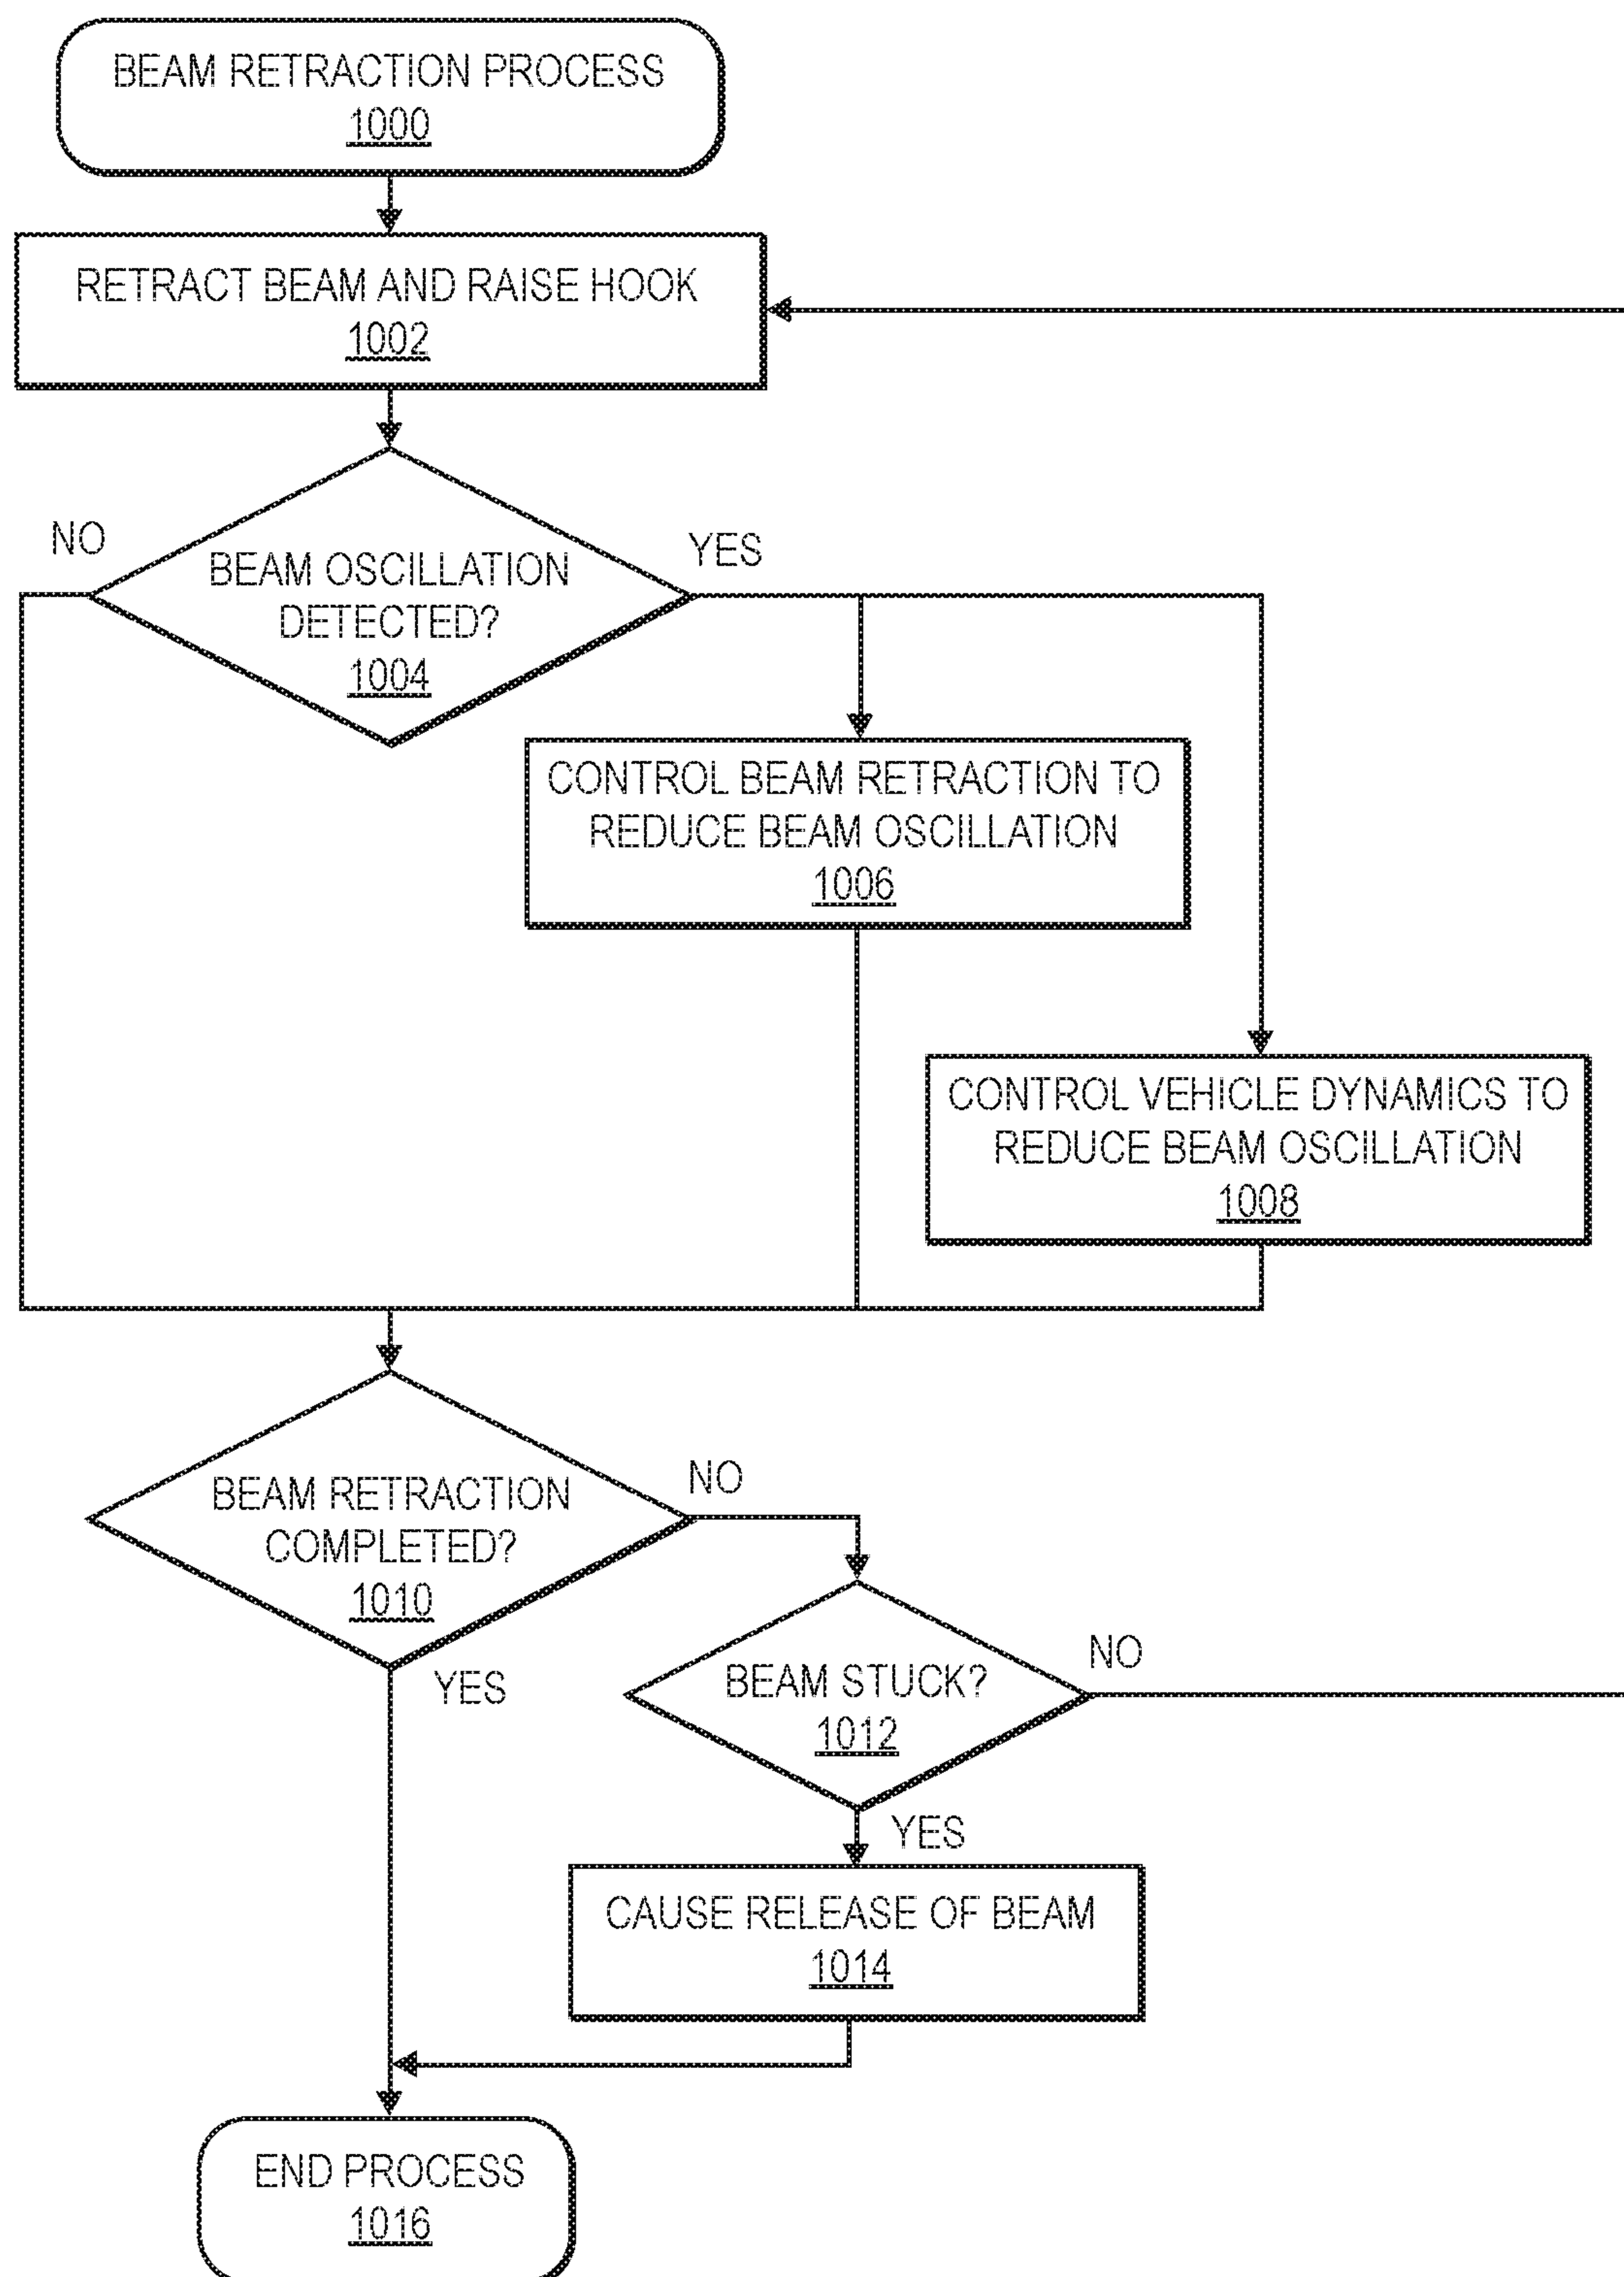 BEAM RETRACTION PROCESS
1000
RETRACT BEAM AND RAISE HOOK
1002
NO
YES
BEAM OSCILLATION
DETECTED?
1004
CONTROL BEAM RETRACTION TO
REDUCE BEAM OSCILLATION
1006
CONTROL VEHICLE DYNAMICS TO
REDUCE BEAM OSCILLATION
1008
BEAM RETRACTION
COMPLETED?
1010
NO
YES
BEAM STUCK?
1012
NO
YES
CAUSE RELEASE OF BEAM
1014
END PROCESS
1016